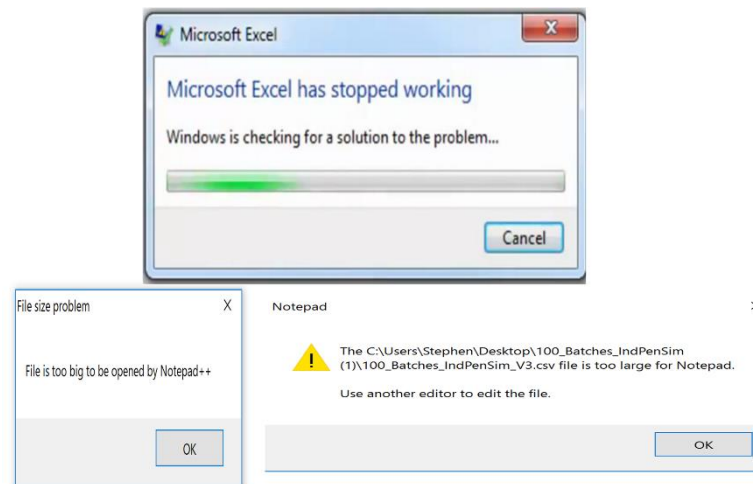 Microsoft Excel
Microsoft Excel has stopped working
Windows is checking for a solution to the problem...
Cancel
File size problem
X
File is too big to be opened by Notepad++
OK
Notepad
The C:\Users\Stephen\Desktop\100_Batches_IndPenSim
(1)\100_Batches_IndPenSim_V3.csv file is too large for Notepad.
Use another editor to edit the file.
OK